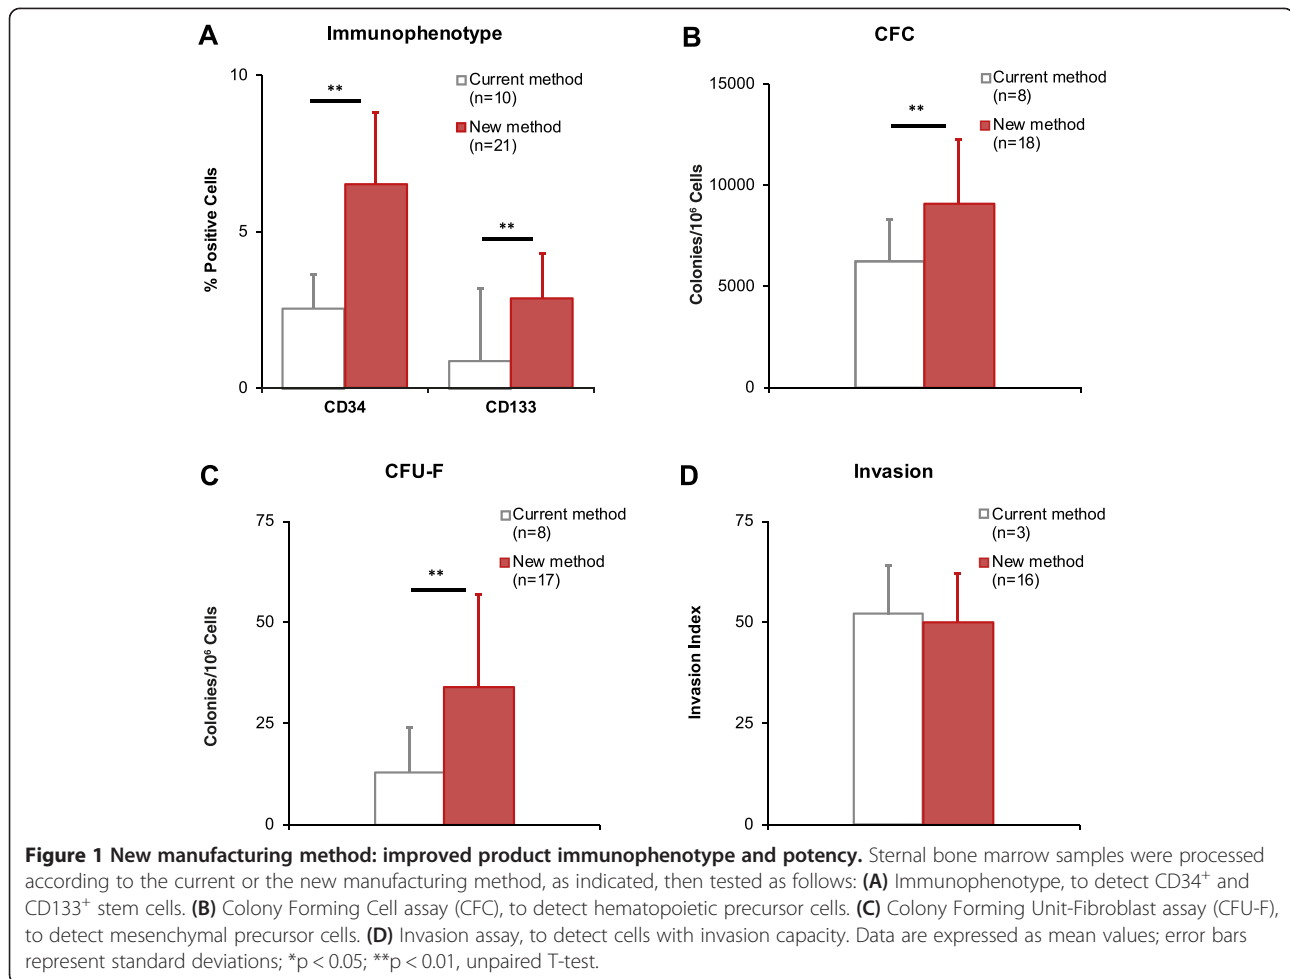 A
Immunophenotype
Current method
(n=10)
New method
(n=21)
**
**
% Positive Cells
10
5
0
CD34
CD133
B
CFC
Current method
(n=8)
New method
(n=18)
**
Colonies/10⁶ Cells
15000
10000
5000
0
C
CFU-F
Current method
(n=8)
New method
(n=17)
**
Colonies/10⁶ Cells
75
50
25
0
D
Invasion
Current method
(n=3)
New method
(n=16)
Invasion Index
75
50
25
0
Figure 1 New manufacturing method: improved product immunophenotype and potency. Sternal bone marrow samples were processed
according to the current or the new manufacturing method, as indicated, then tested as follows: (A) Immunophenotype, to detect CD34⁺ and
CD133⁺ stem cells. (B) Colony Forming Cell assay (CFC), to detect hematopoietic precursor cells. (C) Colony Forming Unit-Fibroblast assay (CFU-F),
to detect mesenchymal precursor cells. (D) Invasion assay, to detect cells with invasion capacity. Data are expressed as mean values; error bars
represent standard deviations; *p < 0.05; **p < 0.01, unpaired T-test.